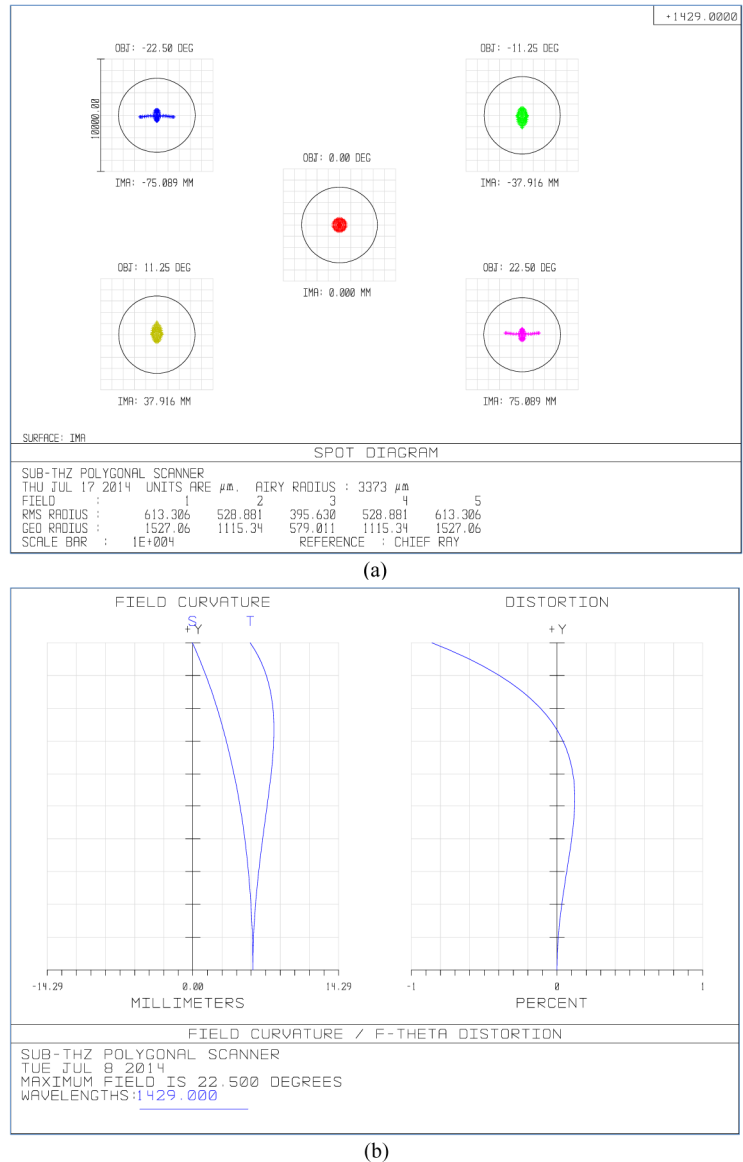 +1429.0000
OBJ: -22.50 DEG
OBJ: -11.25 DEG
10000.00
OBJ: 0.00 DEG
IMA: -75.089 MM
IMA: -37.916 MM
OBJ: 11.25 DEG
OBJ: 22.50 DEG
IMA: 0.000 MM
IMA: 37.916 MM
IMA: 75.089 MM
SURFACE: IMA
SPOT DIAGRAM
SUB-THZ POLYGONAL SCANNER
THU JUL 17 2014 UNITS ARE µm. AIRY RADIUS : 3373 µm
FIELD : 1 2 3 4 5
RMS RADIUS : 613.306 528.881 395.630 528.881 613.306
GEO RADIUS : 1527.06 1115.34 579.011 1115.34 1527.06
SCALE BAR : 1E+004 REFERENCE : CHIEF RAY
(a)
FIELD CURVATURE DISTORTION
S T
+Y +Y
-14.29 0.00 14.29 -1 0 1
MILLIMETERS PERCENT
FIELD CURVATURE / F-THETA DISTORTION
SUB-THZ POLYGONAL SCANNER
TUE JUL 8 2014
MAXIMUM FIELD IS 22.500 DEGREES
WAVELENGTHS:1429.000
(b)